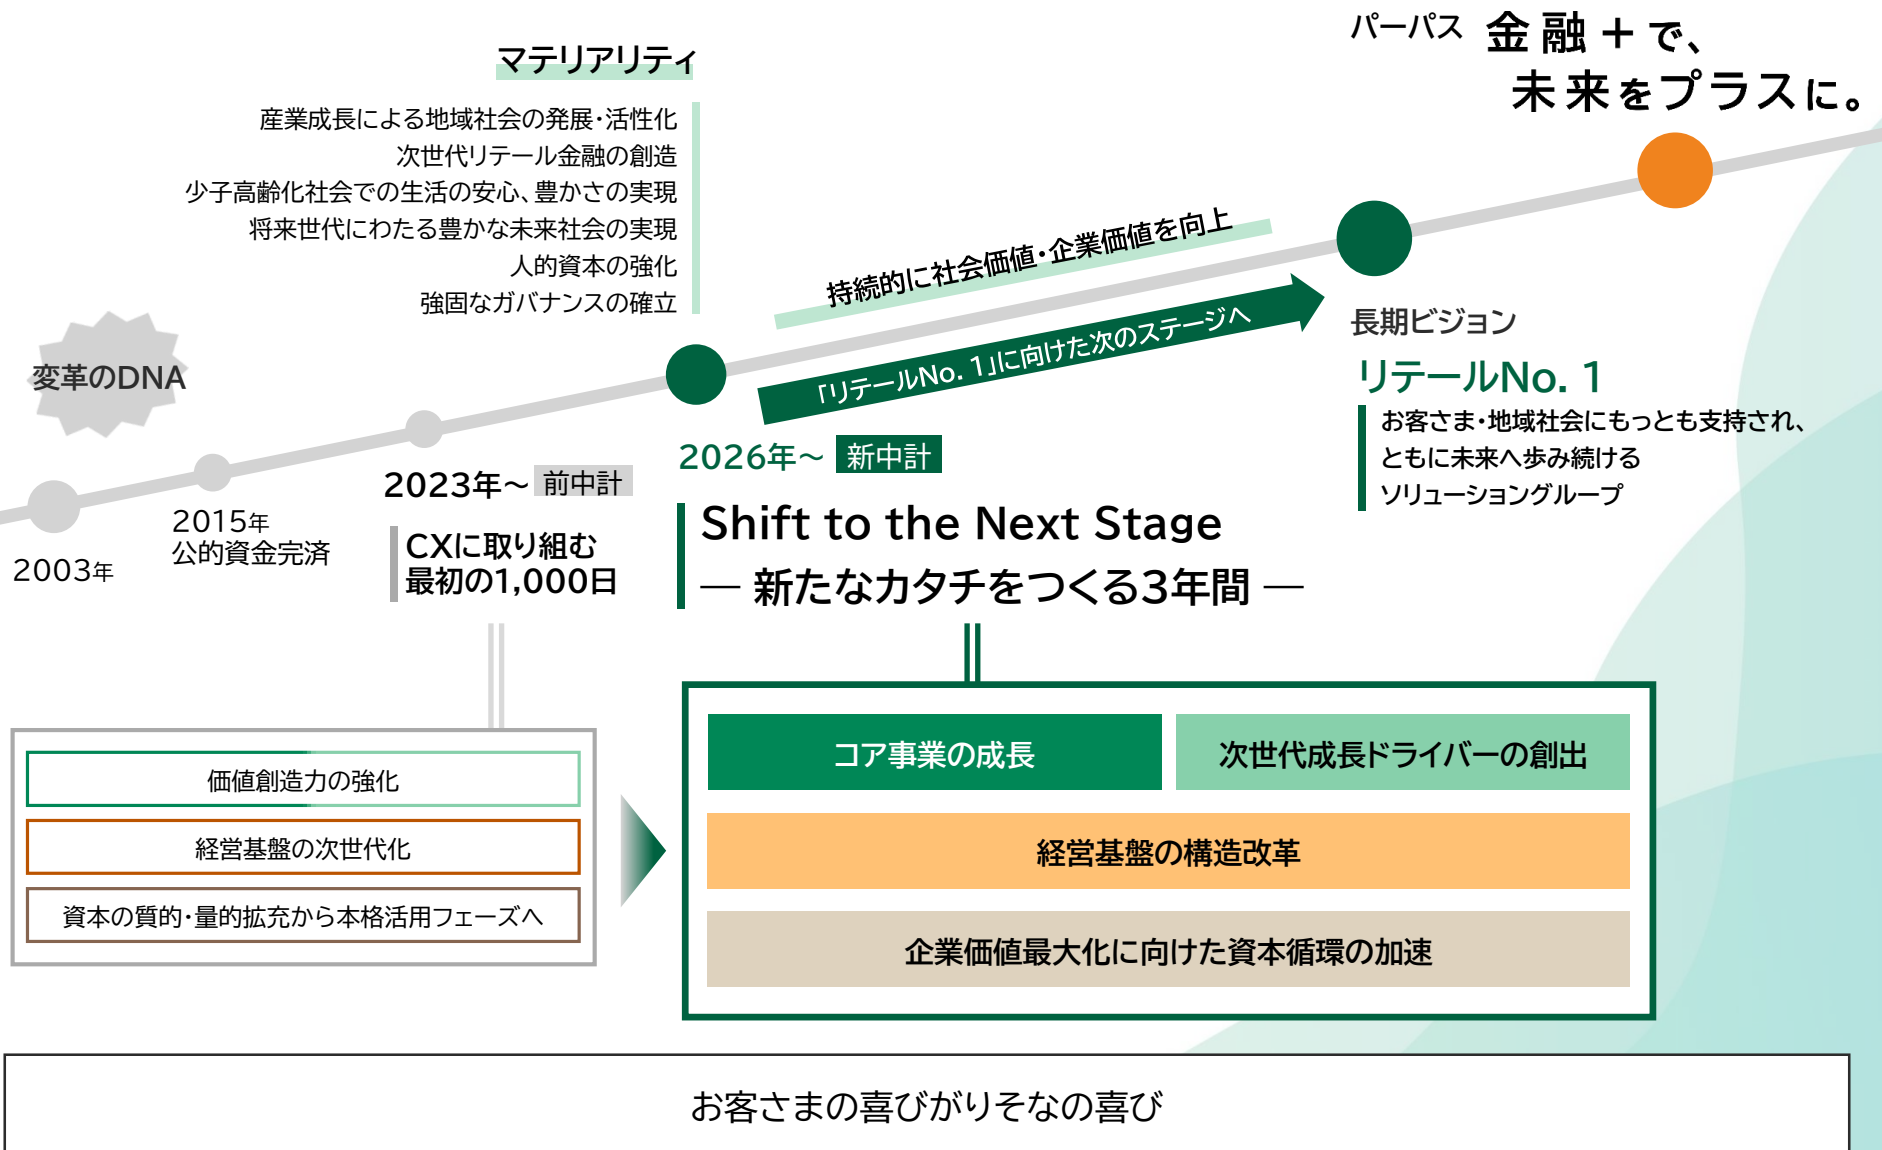 パーパス 金融+で、
未来をプラスに。
マテリアリティ
産業成長による地域社会の発展・活性化
次世代リテール金融の創造
少子高齢化社会での生活の安心、豊かさの実現
将来世代にわたる豊かな未来社会の実現
人的資本の強化
強固なガバナンスの確立
持続的に社会価値・企業価値を向上
「リテールNo. 1」に向けた次のステージへ
長期ビジョン
リテールNo. 1
お客さま・地域社会にもっとも支持され、
ともに未来へ歩み続ける
ソリューショングループ
変革のDNA
2003年
2015年
公的資金完済
2023年～ 前中計
CXに取り組む
最初の1,000日
2026年～ 新中計
Shift to the Next Stage
― 新たなカタチをつくる3年間 ―
価値創造力の強化
経営基盤の次世代化
資本の質的・量的拡充から本格活用フェーズへ
コア事業の成長
次世代成長ドライバーの創出
経営基盤の構造改革
企業価値最大化に向けた資本循環の加速
お客さまの喜びがりそなの喜び